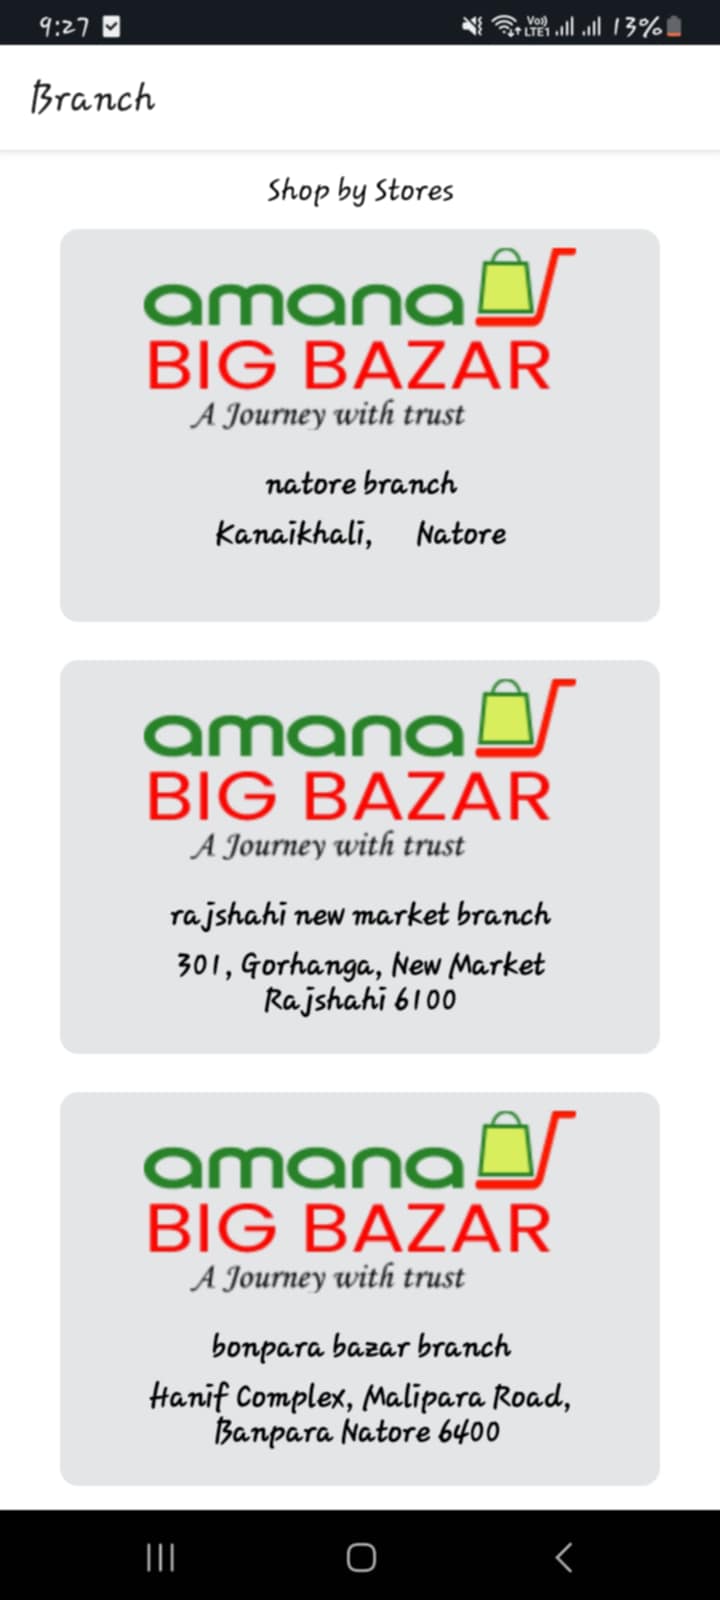 9:27
Vo))
LTE1
13%
Branch
Shop by Stores
amana
BIG BAZAR
A Journey with trust
natore branch
Kanaikhali, Natore
amana
BIG BAZAR
A Journey with trust
rajshahi new market branch
301, Gorhanga, New Market
Rajshahi 6100
amana
BIG BAZAR
A Journey with trust
bonpara bazar branch
Hanif Complex, Malipara Road,
Banpara Natore 6400